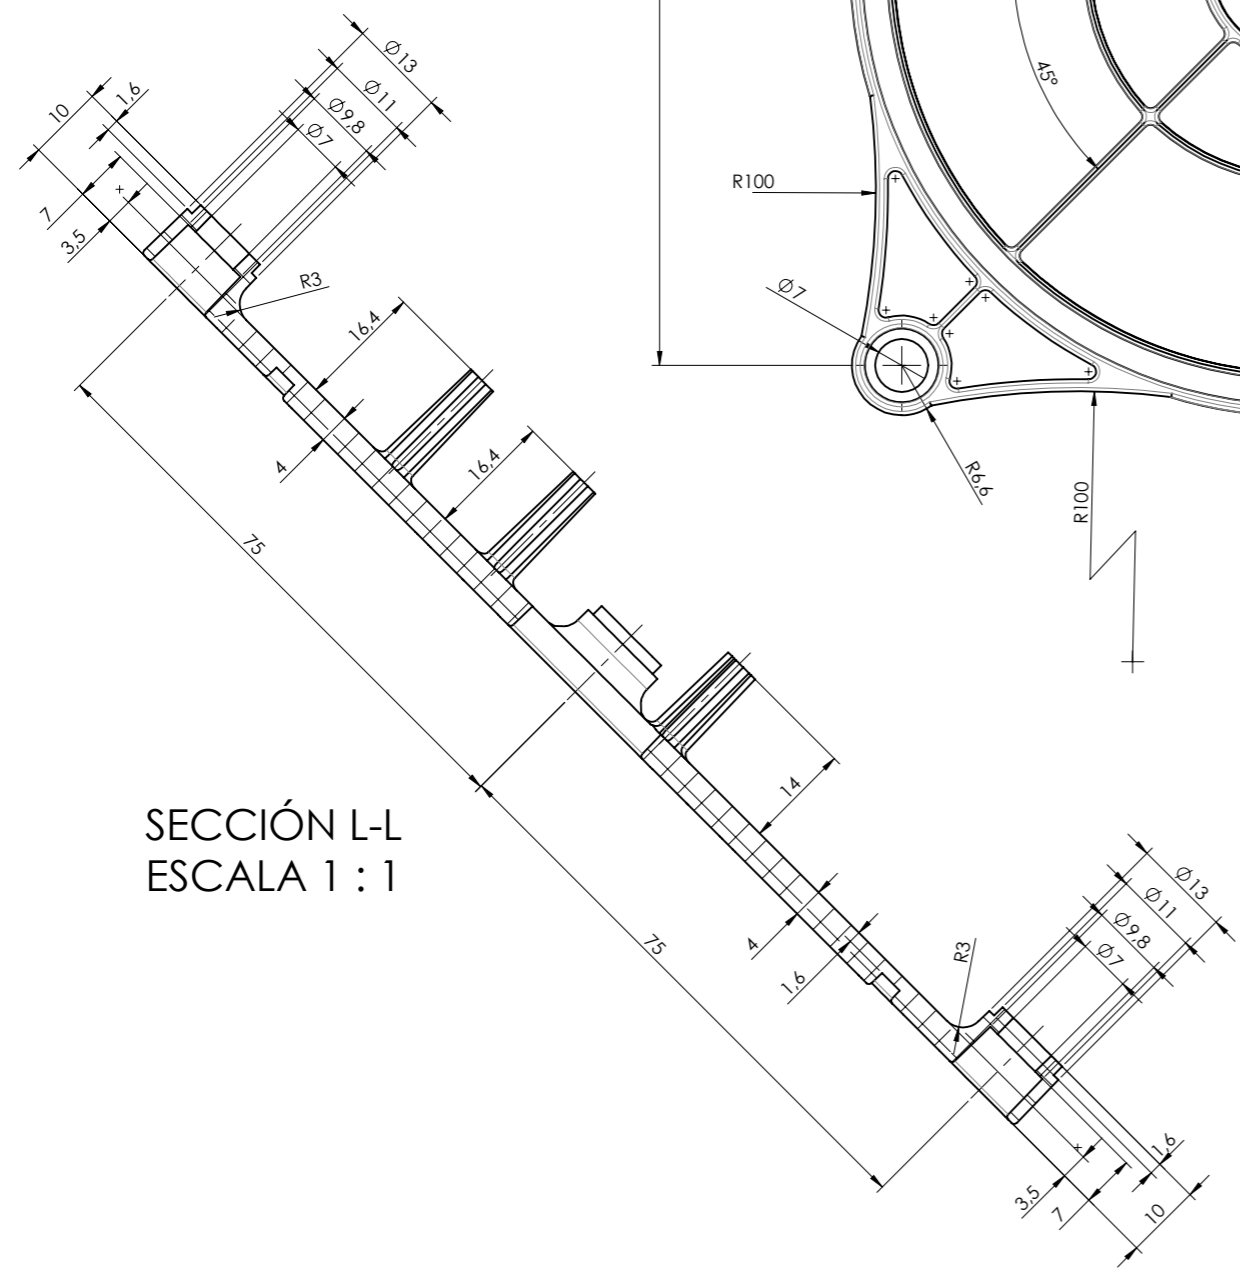 Ø13
Ø11
Ø9,8
Ø7
1,6
10
7
3,5
R3
16,4
16,4
4
75
14
4
1,6
75
R3
SECCIÓN L-L
ESCALA 1 : 1
Ø13
Ø11
Ø9,8
Ø7
1,6
3,5
7
10
45°
R100
Ø7
R6,6
R100